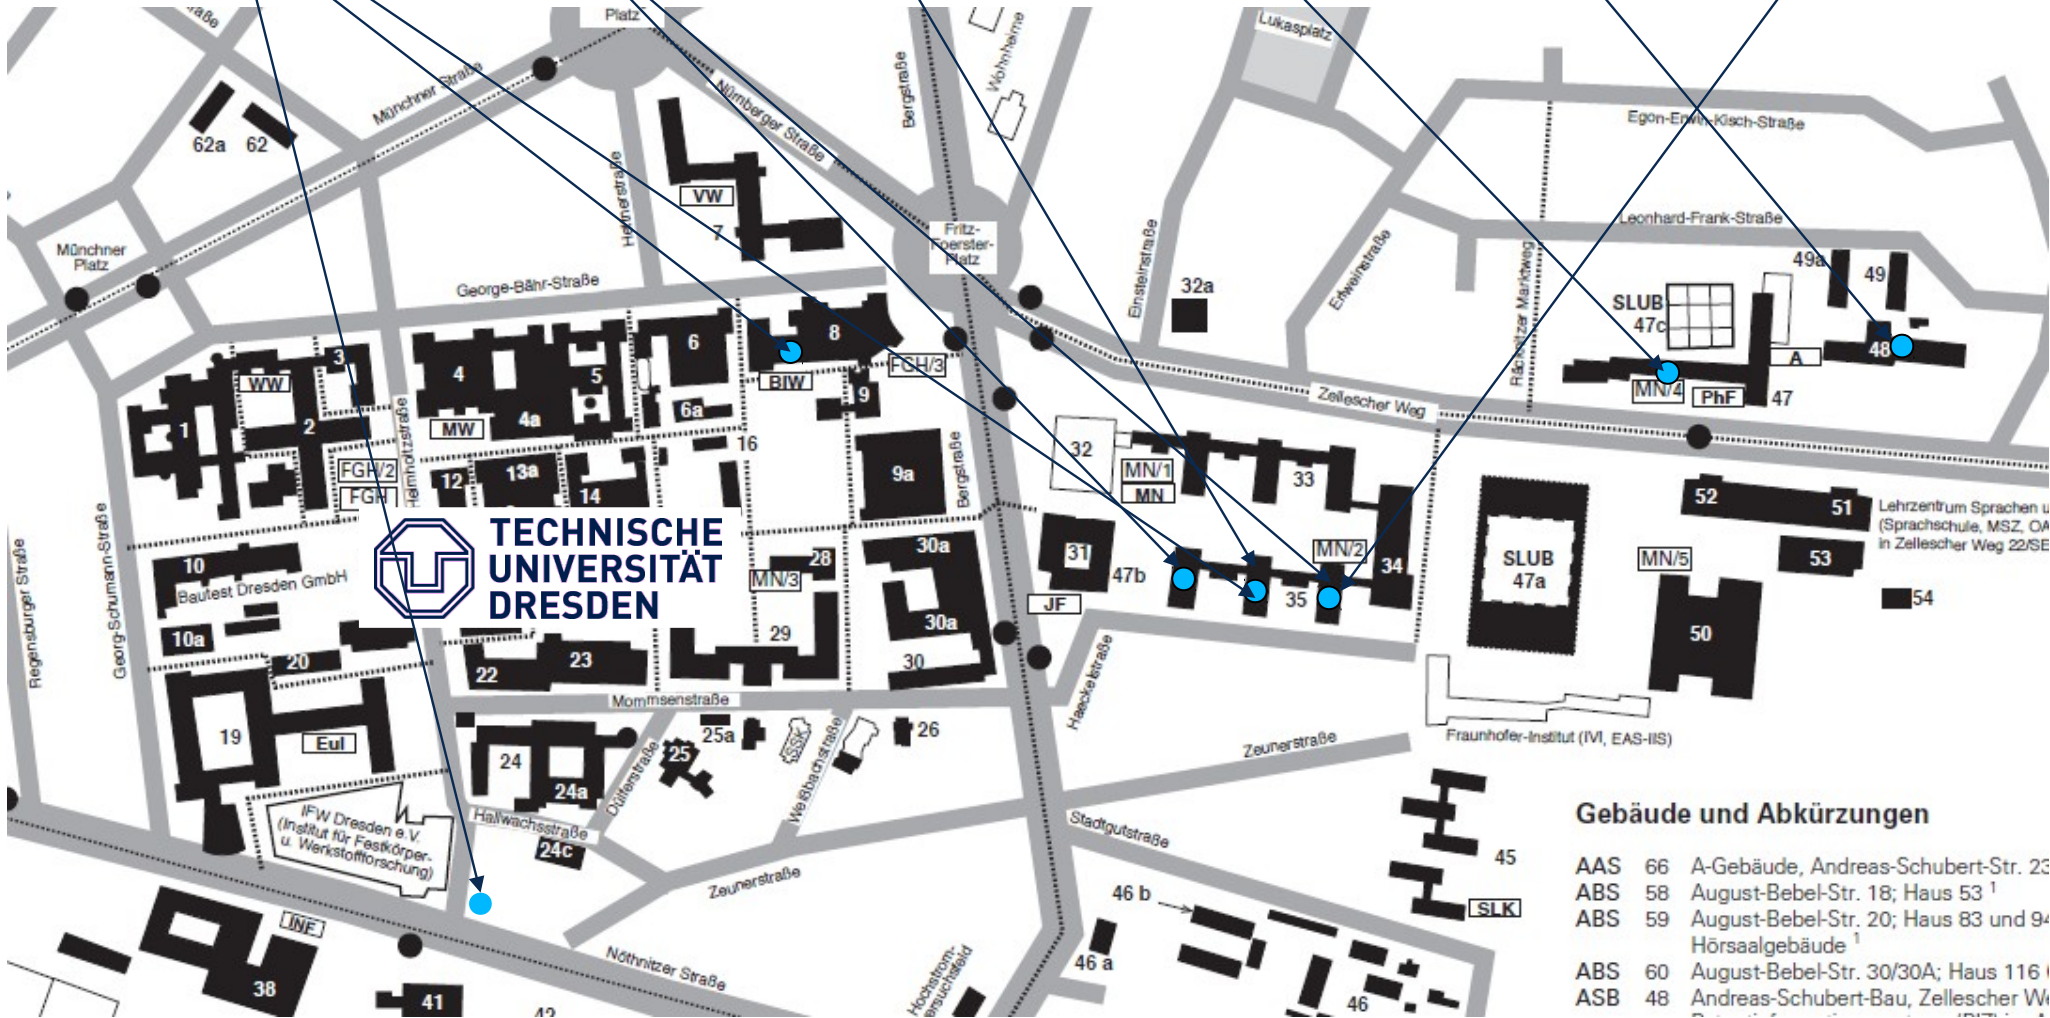 Platz
Lukasplatz
Wohnheime
Bergstraße
Münchner Straße
Nürnberger Straße
Egon-Erwin-Kisch-Straße
62a
62
Hettnerstraße
VW
7
Leonhard-Frank-Straße
Münchner
Platz
Fritz-
Foerster-
Platz
Einsteinstraße
Erlweinstraße
Räcknitzer Marktweg
George-Bähr-Straße
32a
49a
49
SLUB
47c
3
WW
4
5
6
8
BIW
FGH/3
A
48
MN/4
PhF
47
1
2
MW
4a
6a
9
Zellescher Weg
Helmholtzstraße
16
32
MN/1
MN
33
FGH/2
FGH
12
13a
14
9a
Bergstraße
52
51
Lehrzentrum Sprachen u
(Sprachschule, MSZ, OA
in Zellescher Weg 22/SE
Georg-Schumann-Straße
Regensburger Straße
TECHNISCHE
UNIVERSITÄT
DRESDEN
10
Bautest Dresden GmbH
28
MN/3
30a
31
47b
MN/2
34
SLUB
47a
MN/5
53
JF
35
54
10a
20
22
23
29
30a
30
50
Mommsenstraße
Haeckelstraße
19
EuI
24
24a
25
25a
SSK
26
Dülferstraße
Weißbachstraße
Zeunerstraße
Fraunhofer-Institut (IVI, EAS-IIS)
IFW Dresden e.V.
(Institut für Festkörper-
u. Werkstoffforschung)
Hallwachsstraße
24c
Zeunerstraße
Stadtgutstraße
45
SLK
INF
38
41
42
Nöthnitzer Straße
Hochstrom-
46 b
46 a
46
Gebäude und Abkürzungen
AAS 66 A-Gebäude, Andreas-Schubert-Str. 23
ABS 58 August-Bebel-Str. 18; Haus 53 1
ABS 59 August-Bebel-Str. 20; Haus 83 und 94
Hörsaalgebäude 1
ABS 60 August-Bebel-Str. 30/30A; Haus 116
ASB 48 Andreas-Schubert-Bau, Zellescher We